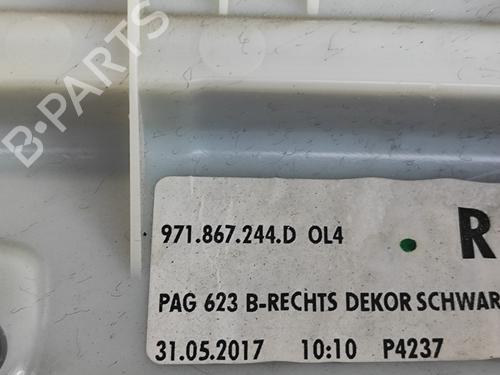 B-PARTS
971.867.244.D OL4
R
PAG 623 B-RECHTS DEKOR SCHWAR
31.05.2017 10:10 P4237